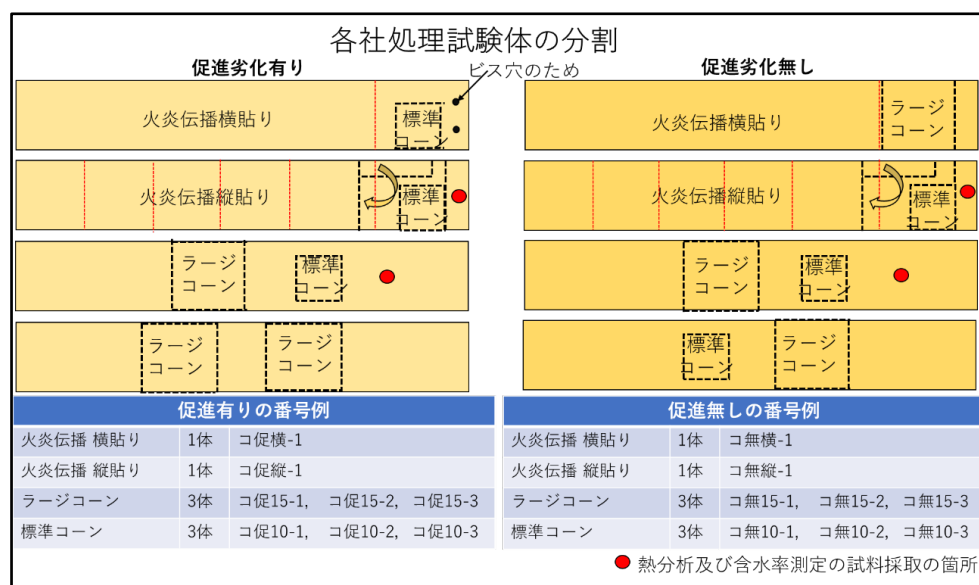 各社処理試験体の分割
促進劣化有り
ビス穴のため
促進劣化無し
火炎伝播横貼り
標準
コーン
火炎伝播横貼り
ラージ
コーン
火炎伝播縦貼り
標準
コーン
火炎伝播縦貼り
標準
コーン
ラージ
コーン
標準
コーン
ラージ
コーン
標準
コーン
ラージ
コーン
ラージ
コーン
標準
コーン
ラージ
コーン
促進有りの番号例
火炎伝播 横貼り 1体 コ促横-1
火炎伝播 縦貼り 1体 コ促縦-1
ラージコーン 3体 コ促15-1, コ促15-2, コ促15-3
標準コーン 3体 コ促10-1, コ促10-2, コ促10-3
促進無しの番号例
火炎伝播 横貼り 1体 コ無横-1
火炎伝播 縦貼り 1体 コ無縦-1
ラージコーン 3体 コ無15-1, コ無15-2, コ無15-3
標準コーン 3体 コ無10-1, コ無10-2, コ無10-3
熱分析及び含水率測定の試料採取の箇所